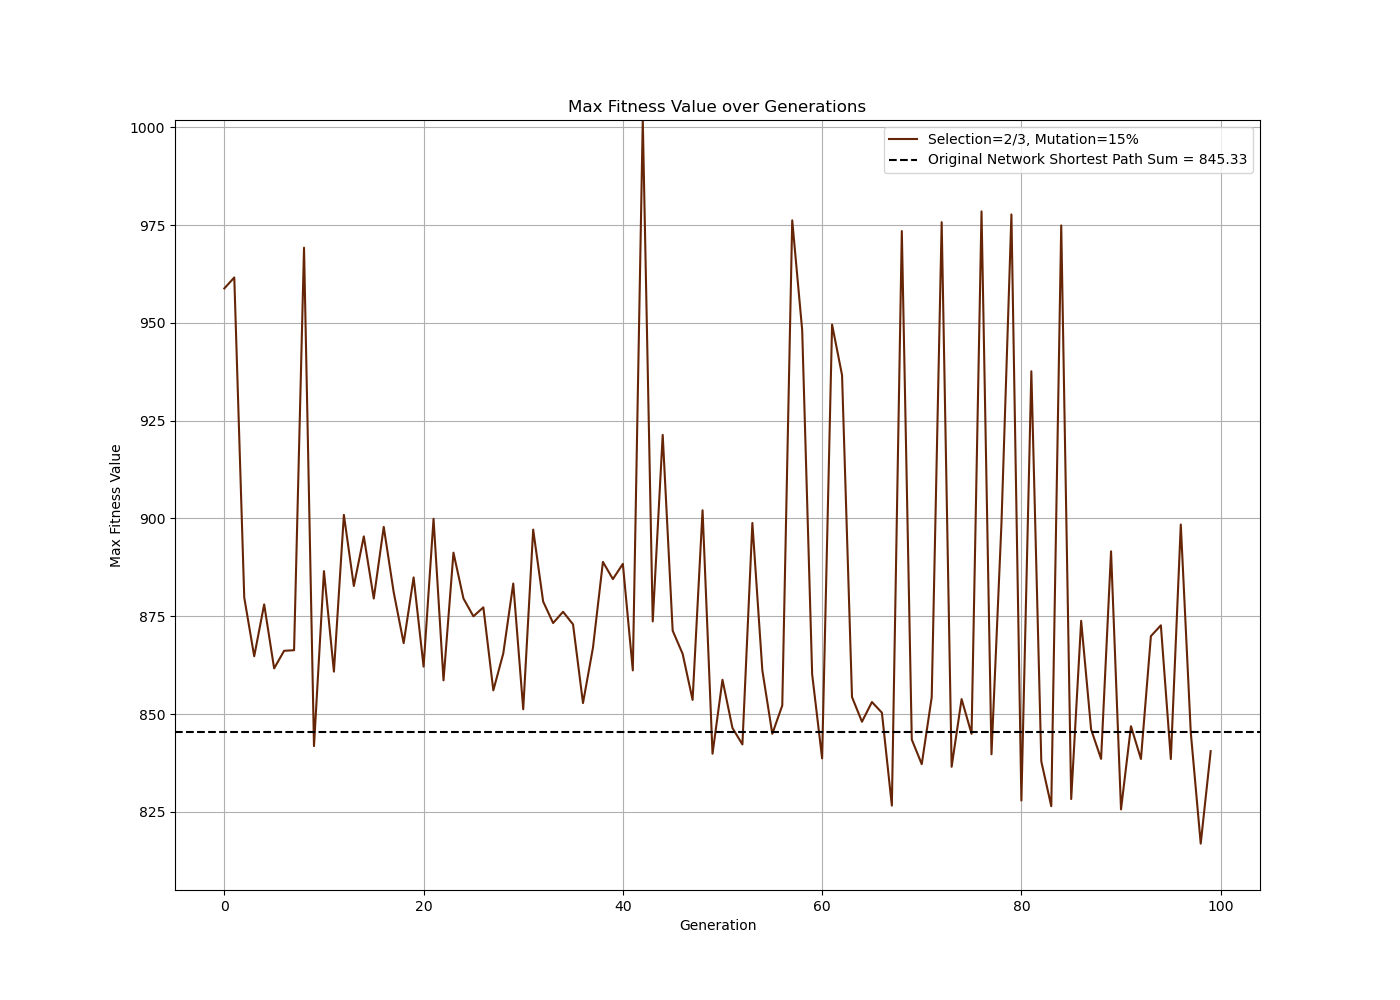 Max Fitness Value over Generations
Selection=2/3, Mutation=15%
Original Network Shortest Path Sum = 845.33
Max Fitness Value
1000
975
950
925
900
875
850
825
0 20 40 60 80 100
Generation